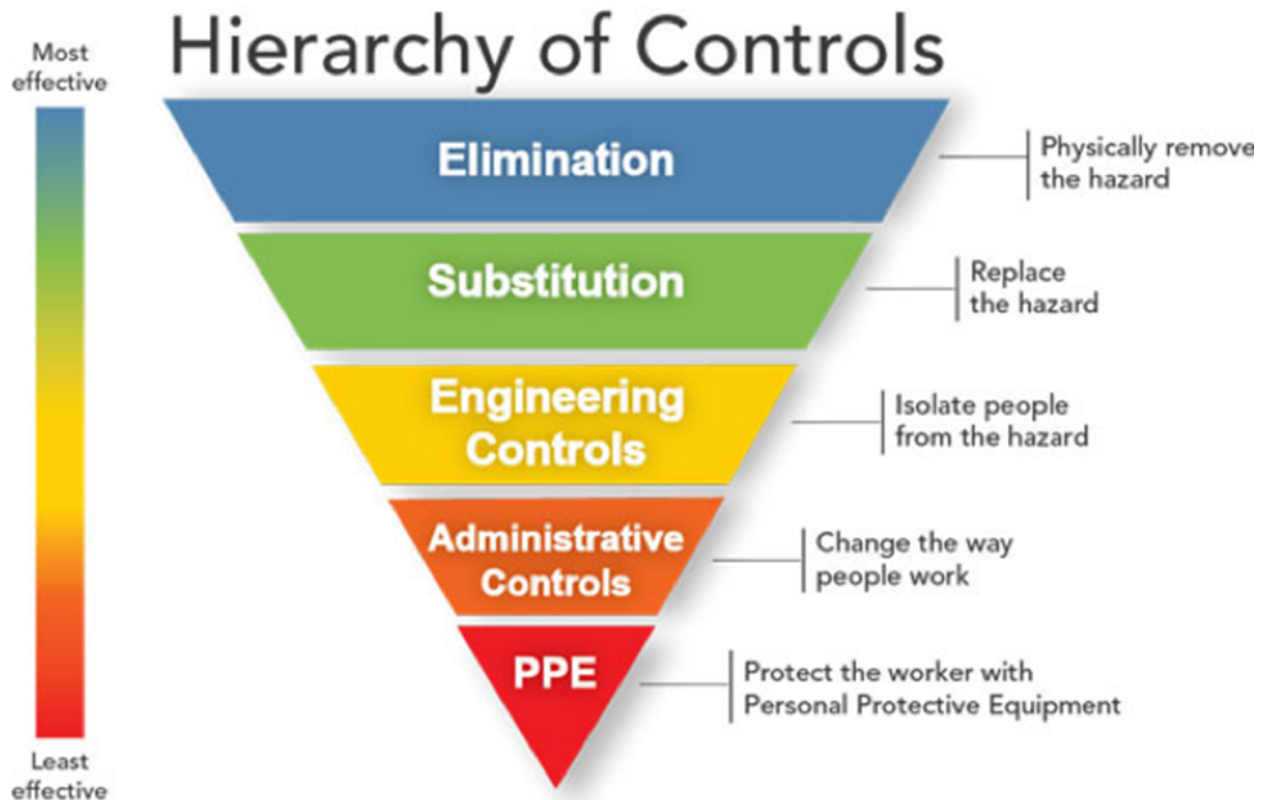 Hierarchy of Controls
Most
effective
Elimination
Physically remove
the hazard
Substitution
Replace
the hazard
Engineering
Controls
Isolate people
from the hazard
Administrative
Controls
Change the way
people work
PPE
Protect the worker with
Personal Protective Equipment
Least
effective